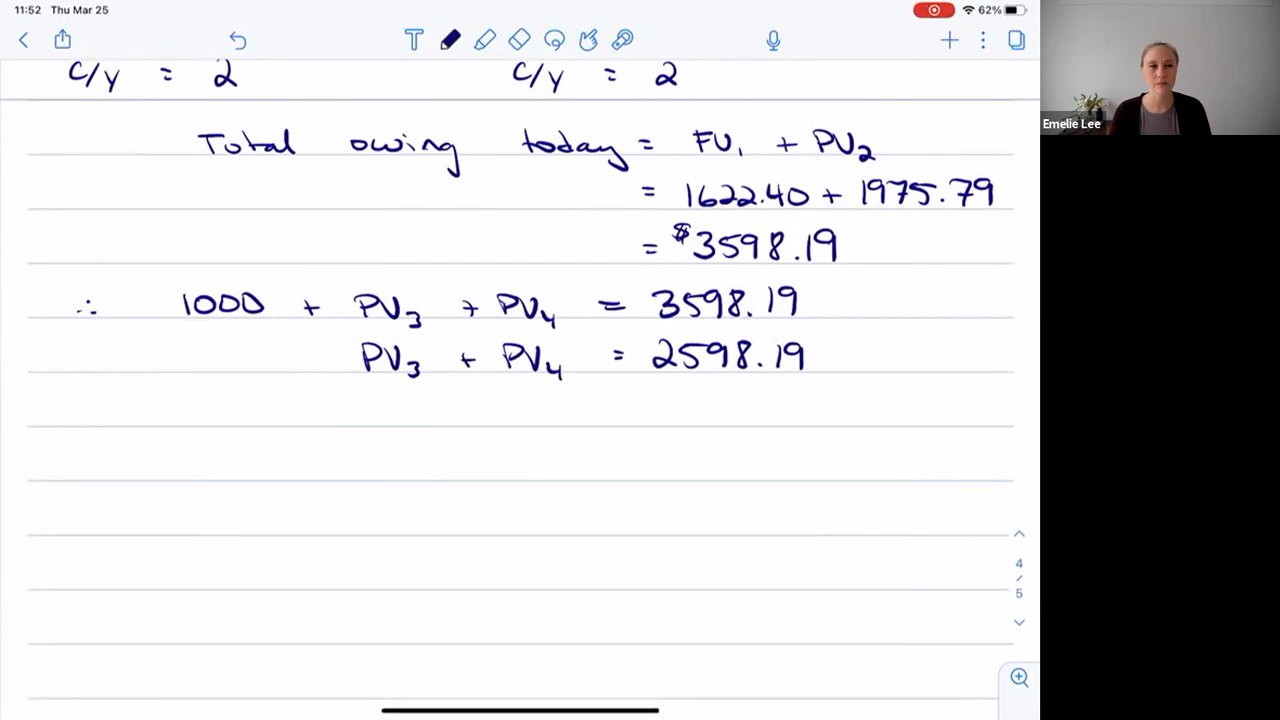 11:52 Thu Mar 25
62%
T
C/Y = 2 C/Y = 2
Total owing today = FV₁ + PV₂
= 1622.40 + 1975.79
= $3598.19
∴ 1000 + PV₃ + PV₄ = 3598.19
PV₃ + PV₄ = 2598.19
4
/
5
Emelie Lee